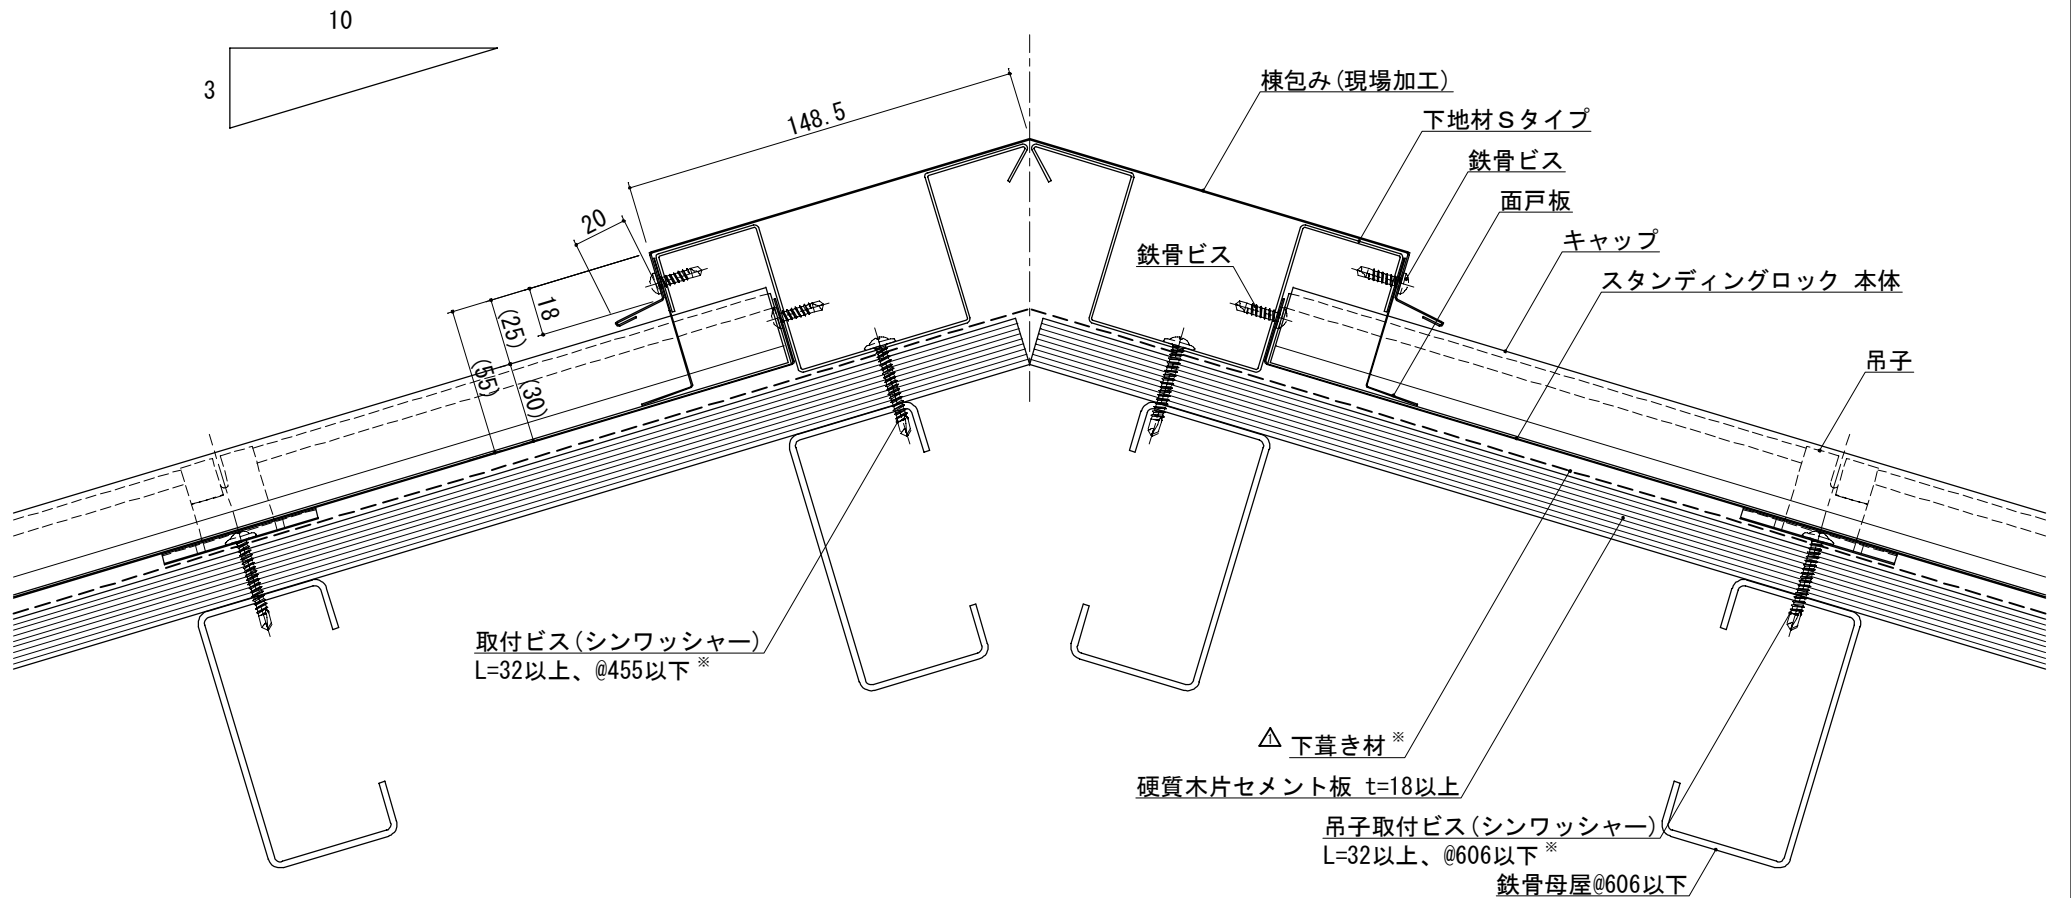 10
3
148.5
20
18
(25)
(55)
(30)
棟包み(現場加工)
下地材Sタイプ
鉄骨ビス
面戸板
鉄骨ビス
キャップ
スタンディングロック 本体
吊子
取付ビス(シンワッシャー)
L=32以上、@455以下※
1 下葺き材※
硬質木片セメント板 t=18以上
吊子取付ビス(シンワッシャー)
L=32以上、@606以下※
鉄骨母屋@606以下